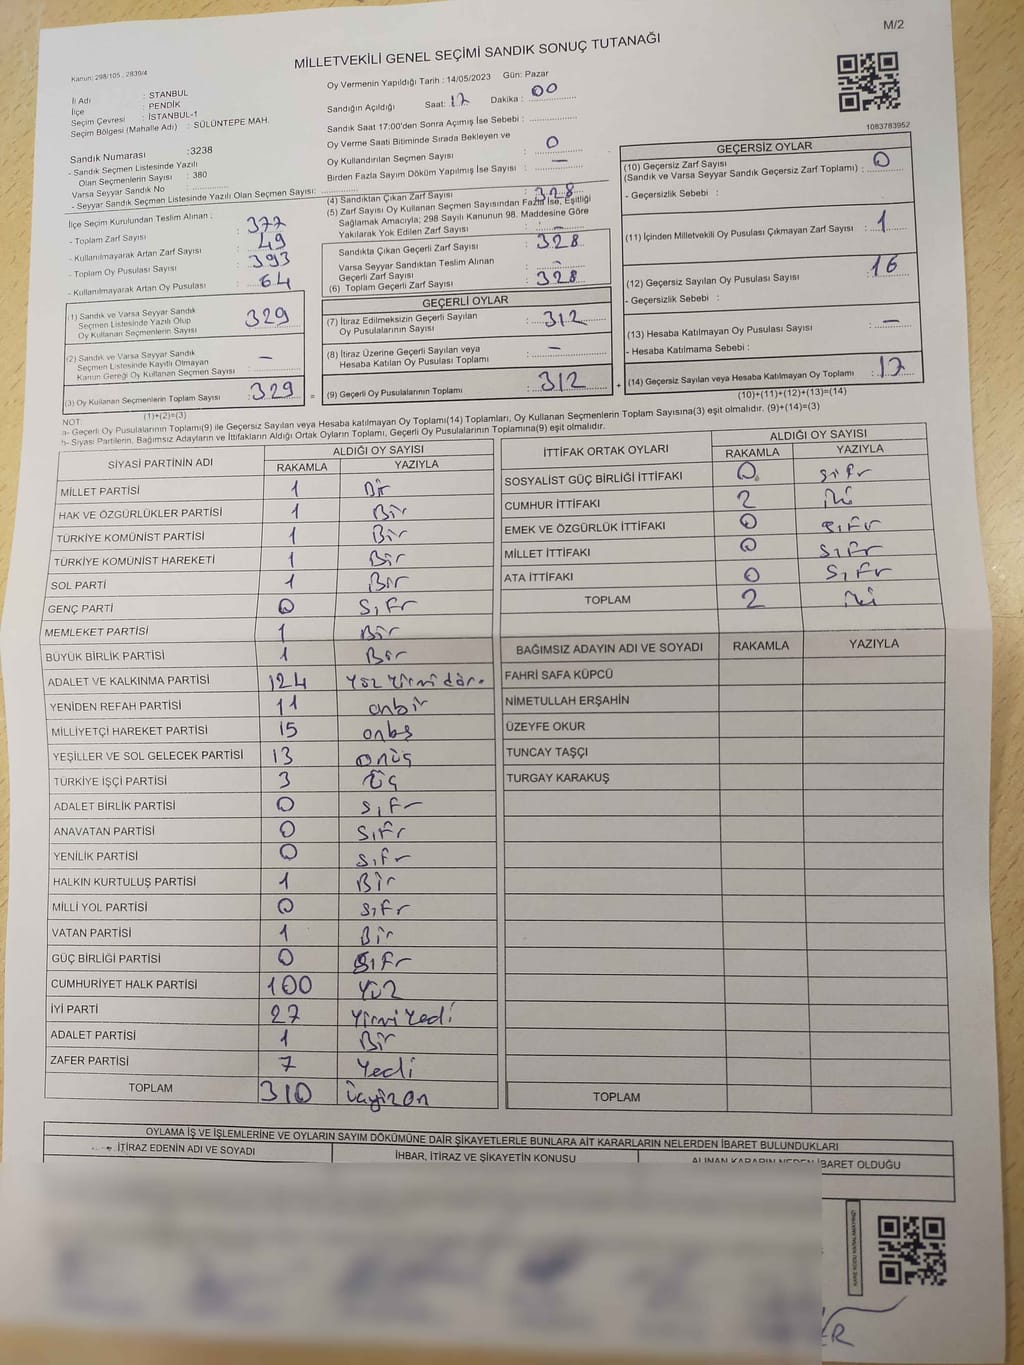 M/2
MİLLETVEKİLİ GENEL SEÇİMİ SANDIK SONUÇ TUTANAĞI
Kanun: 298/105 , 2839/4
İl Adı : STANBUL
İlçe : PENDİK
Seçim Çevresi : İSTANBUL-1
Seçim Bölgesi (Mahalle Adı) : SÜLÜNTEPE MAH.
Sandık Numarası :3238
- Sandık Seçmen Listesinde Yazılı
Olan Seçmenlerin Sayısı : 380
Varsa Seyyar Sandık No :
- Seyyar Sandık Seçmen Listesinde Yazılı Olan Seçmen Sayısı:
Oy Vermenin Yapıldığı Tarih : 14/05/2023 Gün: Pazar
Sandığın Açıldığı Saat: 17 Dakika : 00
Sandık Saat 17:00'den Sonra Açımış İse Sebebi :
Oy Verme Saati Bitiminde Sırada Bekleyen ve
Oy Kullandırılan Seçmen Sayısı : 0
Birden Fazla Sayım Döküm Yapılmış İse Sayısı : —
1083783952
İlçe Seçim Kurulundan Teslim Alınan :
- Toplam Zarf Sayısı : 377
- Kullanılmayarak Artan Zarf Sayısı : 49
- Toplam Oy Pusulası Sayısı : 393
- Kullanılmayarak Artan Oy Pusulası : 64
(1) Sandık ve Varsa Seyyar Sandık
Seçmen Listesinde Yazılı Olup
Oy Kullanan Seçmenlerin Sayısı : 329
(2) Sandık ve Varsa Seyyar Sandık
Seçmen Listesinde Kayıtlı Olmayan
Kanun Gereği Oy Kullanan Seçmen Sayısı : —
(3) Oy Kullanan Seçmenlerin Toplam Sayısı : 329
(1)+(2)=(3)
(4) Sandıktan Çıkan Zarf Sayısı : 328
(5) Zarf Sayısı Oy Kullanan Seçmen Sayısından Fazla İse, Eşitliği
Sağlamak Amacıyla; 298 Sayılı Kanunun 98. Maddesine Göre
Yakılarak Yok Edilen Zarf Sayısı : —
Sandıkta Çıkan Geçerli Zarf Sayısı : 328
Varsa Seyyar Sandıktan Teslim Alınan
Geçerli Zarf Sayısı : —
(6) Toplam Geçerli Zarf Sayısı : 328
GEÇERLİ OYLAR
(7) İtiraz Edilmeksizin Geçerli Sayılan
Oy Pusulalarının Sayısı : 312
(8) İtiraz Üzerine Geçerli Sayılan veya
Hesaba Katılan Oy Pusulası Toplamı : —
(9) Geçerli Oy Pusulalarının Toplamı : 312
GEÇERSİZ OYLAR
(10) Geçersiz Zarf Sayısı : 0
(Sandık ve Varsa Seyyar Sandık Geçersiz Zarf Toplamı) :
- Geçersizlik Sebebi :
(11) İçinden Milletvekili Oy Pusulası Çıkmayan Zarf Sayısı : 1
(12) Geçersiz Sayılan Oy Pusulası Sayısı : 16
- Geçersizlik Sebebi :
(13) Hesaba Katılmayan Oy Pusulası Sayısı : —
- Hesaba Katılmama Sebebi :
(14) Geçersiz Sayılan veya Hesaba Katılmayan Oy Toplamı : 17
(10)+(11)+(12)+(13)=(14)
NOT:
a- Geçerli Oy Pusulalarının Toplamı(9) ile Geçersiz Sayılan veya Hesaba katılmayan Oy Toplamı(14) Toplamları, Oy Kullanan Seçmenlerin Toplam Sayısına(3) eşit olmalıdır. (9)+(14)=(3)
b- Siyasi Partilerin, Bağımsız Adayların ve İttifakların Aldığı Ortak Oyların Toplamı, Geçerli Oy Pusulalarının Toplamına(9) eşit olmalıdır.
SİYASİ PARTİNİN ADI ALDIĞI OY SAYISI
RAKAMLA YAZIYLA
MİLLET PARTİSİ 1 Bir
HAK VE ÖZGÜRLÜKLER PARTİSİ 1 Bir
TÜRKİYE KOMÜNİST PARTİSİ 1 Bir
TÜRKİYE KOMÜNİST HAREKETİ 1 Bir
SOL PARTİ 1 Bir
GENÇ PARTİ 0 Sıfır
MEMLEKET PARTİSİ 1 Bir
BÜYÜK BİRLİK PARTİSİ 1 Bir
ADALET VE KALKINMA PARTİSİ 124
YENİDEN REFAH PARTİSİ 11 onbir
MİLLİYETÇİ HAREKET PARTİSİ 15 onbş
YEŞİLLER VE SOL GELECEK PARTİSİ 13 onüç
TÜRKİYE İŞÇİ PARTİSİ 3 üç
ADALET BİRLİK PARTİSİ 0 Sıfr
ANAVATAN PARTİSİ 0 Sıfr
YENİLİK PARTİSİ 0 Sıfr
HALKIN KURTULUŞ PARTİSİ 1 Bir
MİLLİ YOL PARTİSİ 0 Sıfr
VATAN PARTİSİ 1 Bir
GÜÇ BİRLİĞİ PARTİSİ 0 Sıfr
CUMHURİYET HALK PARTİSİ 100 Yüz
İYİ PARTİ 27 Yirmi Yedi
ADALET PARTİSİ 1 Bir
ZAFER PARTİSİ 7 Yedi
TOPLAM 310 üçyüzon
İTTİFAK ORTAK OYLARI ALDIĞI OY SAYISI
RAKAMLA YAZIYLA
SOSYALİST GÜÇ BİRLİĞİ İTTİFAKI 0 Sıfr
CUMHUR İTTİFAKI 2 iki
EMEK VE ÖZGÜRLÜK İTTİFAKI 0 Sıfr
MİLLET İTTİFAKI 0 Sıfr
ATA İTTİFAKI 0 Sıfr
TOPLAM 2 iki
BAĞIMSIZ ADAYIN ADI VE SOYADI RAKAMLA YAZIYLA
FAHRİ SAFA KÜPCÜ
NİMETULLAH ERŞAHİN
ÜZEYFE OKUR
TUNCAY TAŞÇI
TURGAY KARAKUŞ
TOPLAM
OYLAMA İŞ VE İŞLEMLERİNE VE OYLARIN SAYIM DÖKÜMÜNE DAİR ŞİKAYETLERLE BUNLARA AİT KARARLARIN NELERDEN İBARET BULUNDUKLARI
İTİRAZ EDENİN ADI VE SOYADI İHBAR, İTİRAZ VE ŞİKAYETİN KONUSU ALINAN KARARIN NEDEN İBARET OLDUĞU